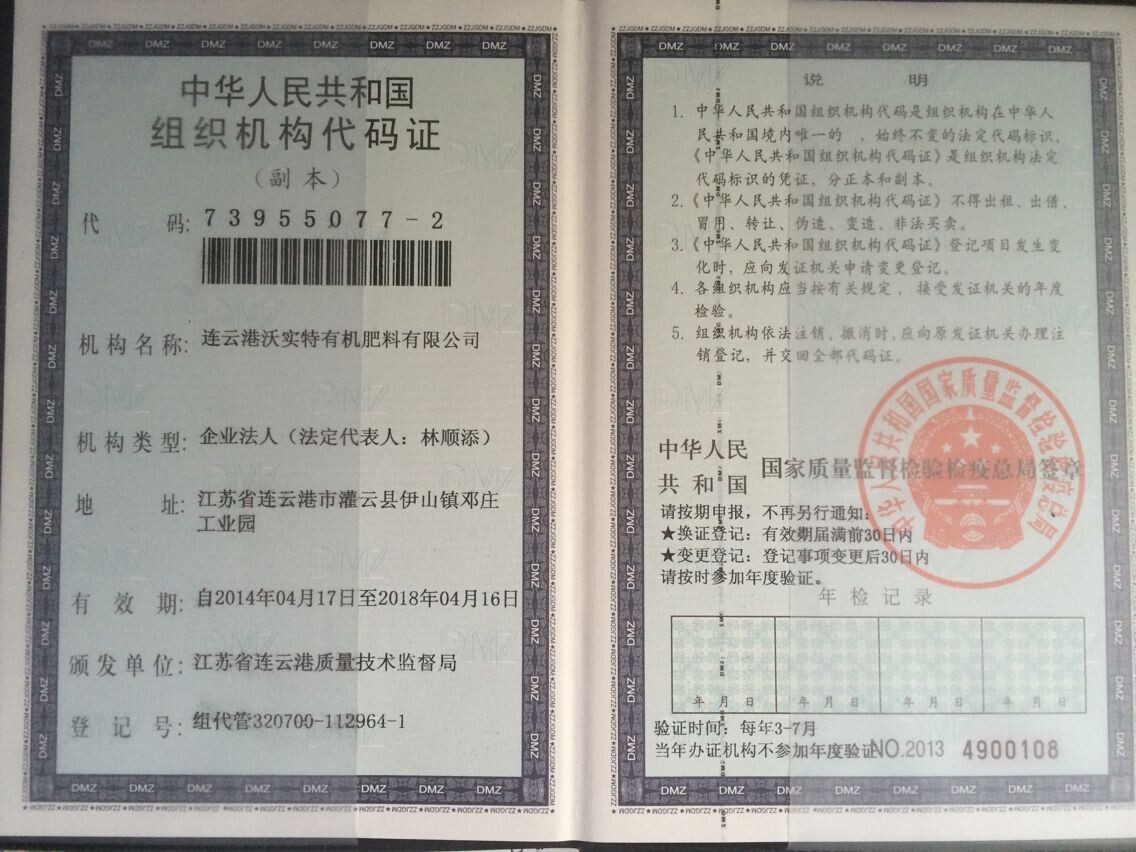 中华人民共和国
组织机构代码证
（副本）
代 码: 73955077-2
机构名称: 连云港沃实特有机肥料有限公司
机构类型: 企业法人（法定代表人：林顺添）
地 址: 江苏省连云港市灌云县伊山镇邓庄
工业园
有 效 期: 自2014年04月17日至2018年04月16日
颁发单位: 江苏省连云港质量技术监督局
登 记 号: 组代管320700-112964-1
说 明
1. 中华人民共和国组织机构代码是组织机构在中华人
民共和国境内唯一的 、始终不变的法定代码标识，
《中华人民共和国组织机构代码证》是组织机构法定
代码标识的凭证，分正本和副本。
2.《中华人民共和国组织机构代码证》不得出租、出借、
冒用、转让、伪造、变造、非法买卖。
3.《中华人民共和国组织机构代码证》登记项目发生变
化时，应向发证机关申请变更登记。
4. 各组织机构应当按有关规定，接受发证机关的年度
检验。
5. 组织机构依法注销、撤消时，应向原发证机关办理注
销登记，并交回全部代码证。
中华人民
共和国 国家质量监督检验检疫总局签章
中华人民共和国国家质量监督检验检疫总局
请按期申报，不再另行通知：
★换证登记：有效期届满前30日内
★变更登记：登记事项变更后30日内
请按时参加年度验证。
年检记录
年 月 日 年 月 日 年 月 日 年 月 日
验证时间：每年3-7月
当年办证机构不参加年度验证 NO.2013 4900108